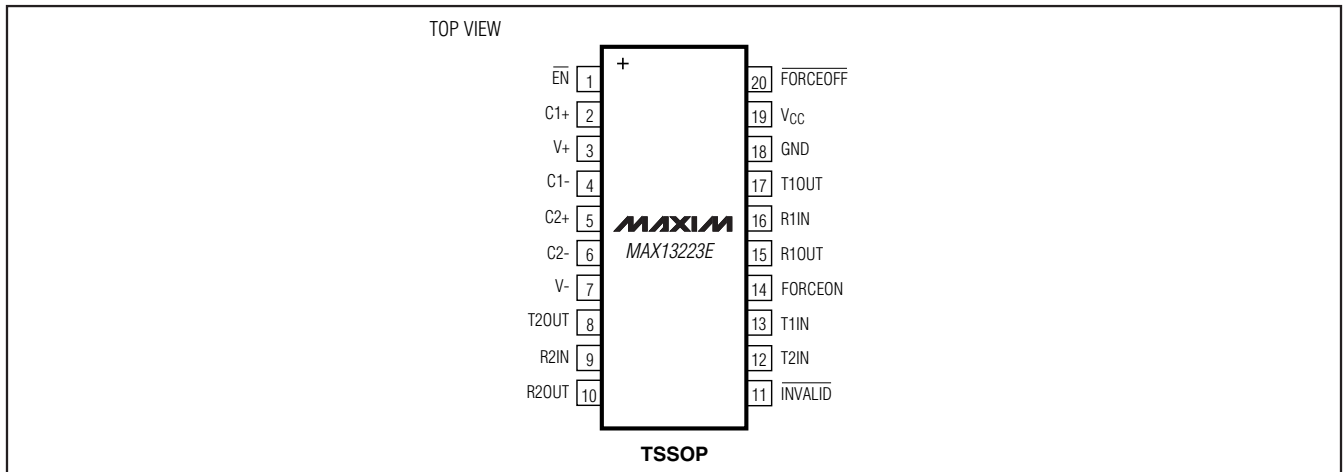 TOP VIEW
+
EN 1
C1+ 2
V+ 3
C1- 4
C2+ 5
C2- 6
V- 7
T2OUT 8
R2IN 9
R2OUT 10
MAXIM
MAX13223E
20 FORCEOFF
19 VCC
18 GND
17 T1OUT
16 R1IN
15 R1OUT
14 FORCEON
13 T1IN
12 T2IN
11 INVALID
TSSOP